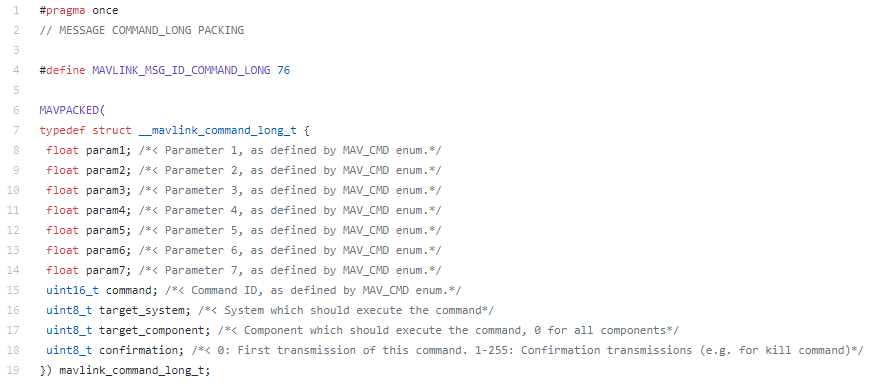 1 #pragma once
2 // MESSAGE COMMAND_LONG PACKING
3
4 #define MAVLINK_MSG_ID_COMMAND_LONG 76
5
6 MAVPACKED(
7 typedef struct __mavlink_command_long_t {
8 float param1; /*< Parameter 1, as defined by MAV_CMD enum.*/
9 float param2; /*< Parameter 2, as defined by MAV_CMD enum.*/
10 float param3; /*< Parameter 3, as defined by MAV_CMD enum.*/
11 float param4; /*< Parameter 4, as defined by MAV_CMD enum.*/
12 float param5; /*< Parameter 5, as defined by MAV_CMD enum.*/
13 float param6; /*< Parameter 6, as defined by MAV_CMD enum.*/
14 float param7; /*< Parameter 7, as defined by MAV_CMD enum.*/
15 uint16_t command; /*< Command ID, as defined by MAV_CMD enum.*/
16 uint8_t target_system; /*< System which should execute the command*/
17 uint8_t target_component; /*< Component which should execute the command, 0 for all components*/
18 uint8_t confirmation; /*< 0: First transmission of this command. 1-255: Confirmation transmissions (e.g. for kill command)*/
19 }) mavlink_command_long_t;